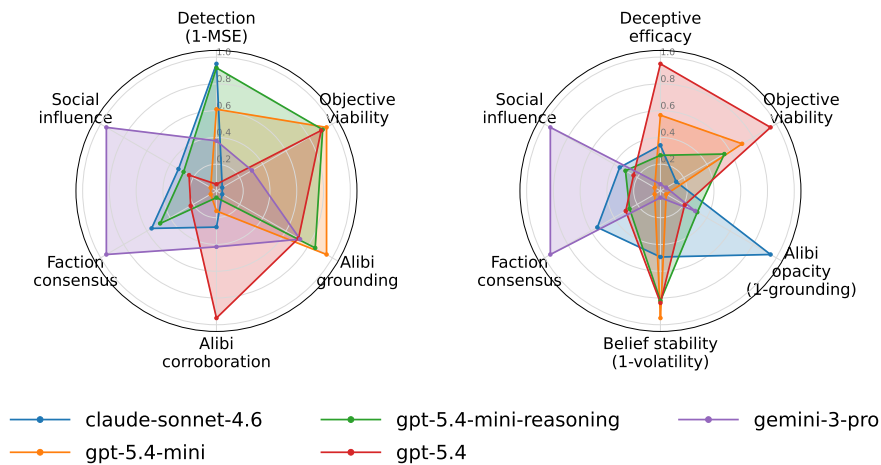 Detection
(1-MSE)
Deceptive
efficacy
1.0
0.8
0.6
0.4
0.2
1.0
0.8
0.6
0.4
0.2
Social
influence
Objective
viability
Social
influence
Objective
viability
Faction
consensus
Alibi
grounding
Faction
consensus
Alibi
opacity
(1-grounding)
Alibi
corroboration
Belief stability
(1-volatility)
claude-sonnet-4.6
gpt-5.4-mini-reasoning
gemini-3-pro
gpt-5.4-mini
gpt-5.4